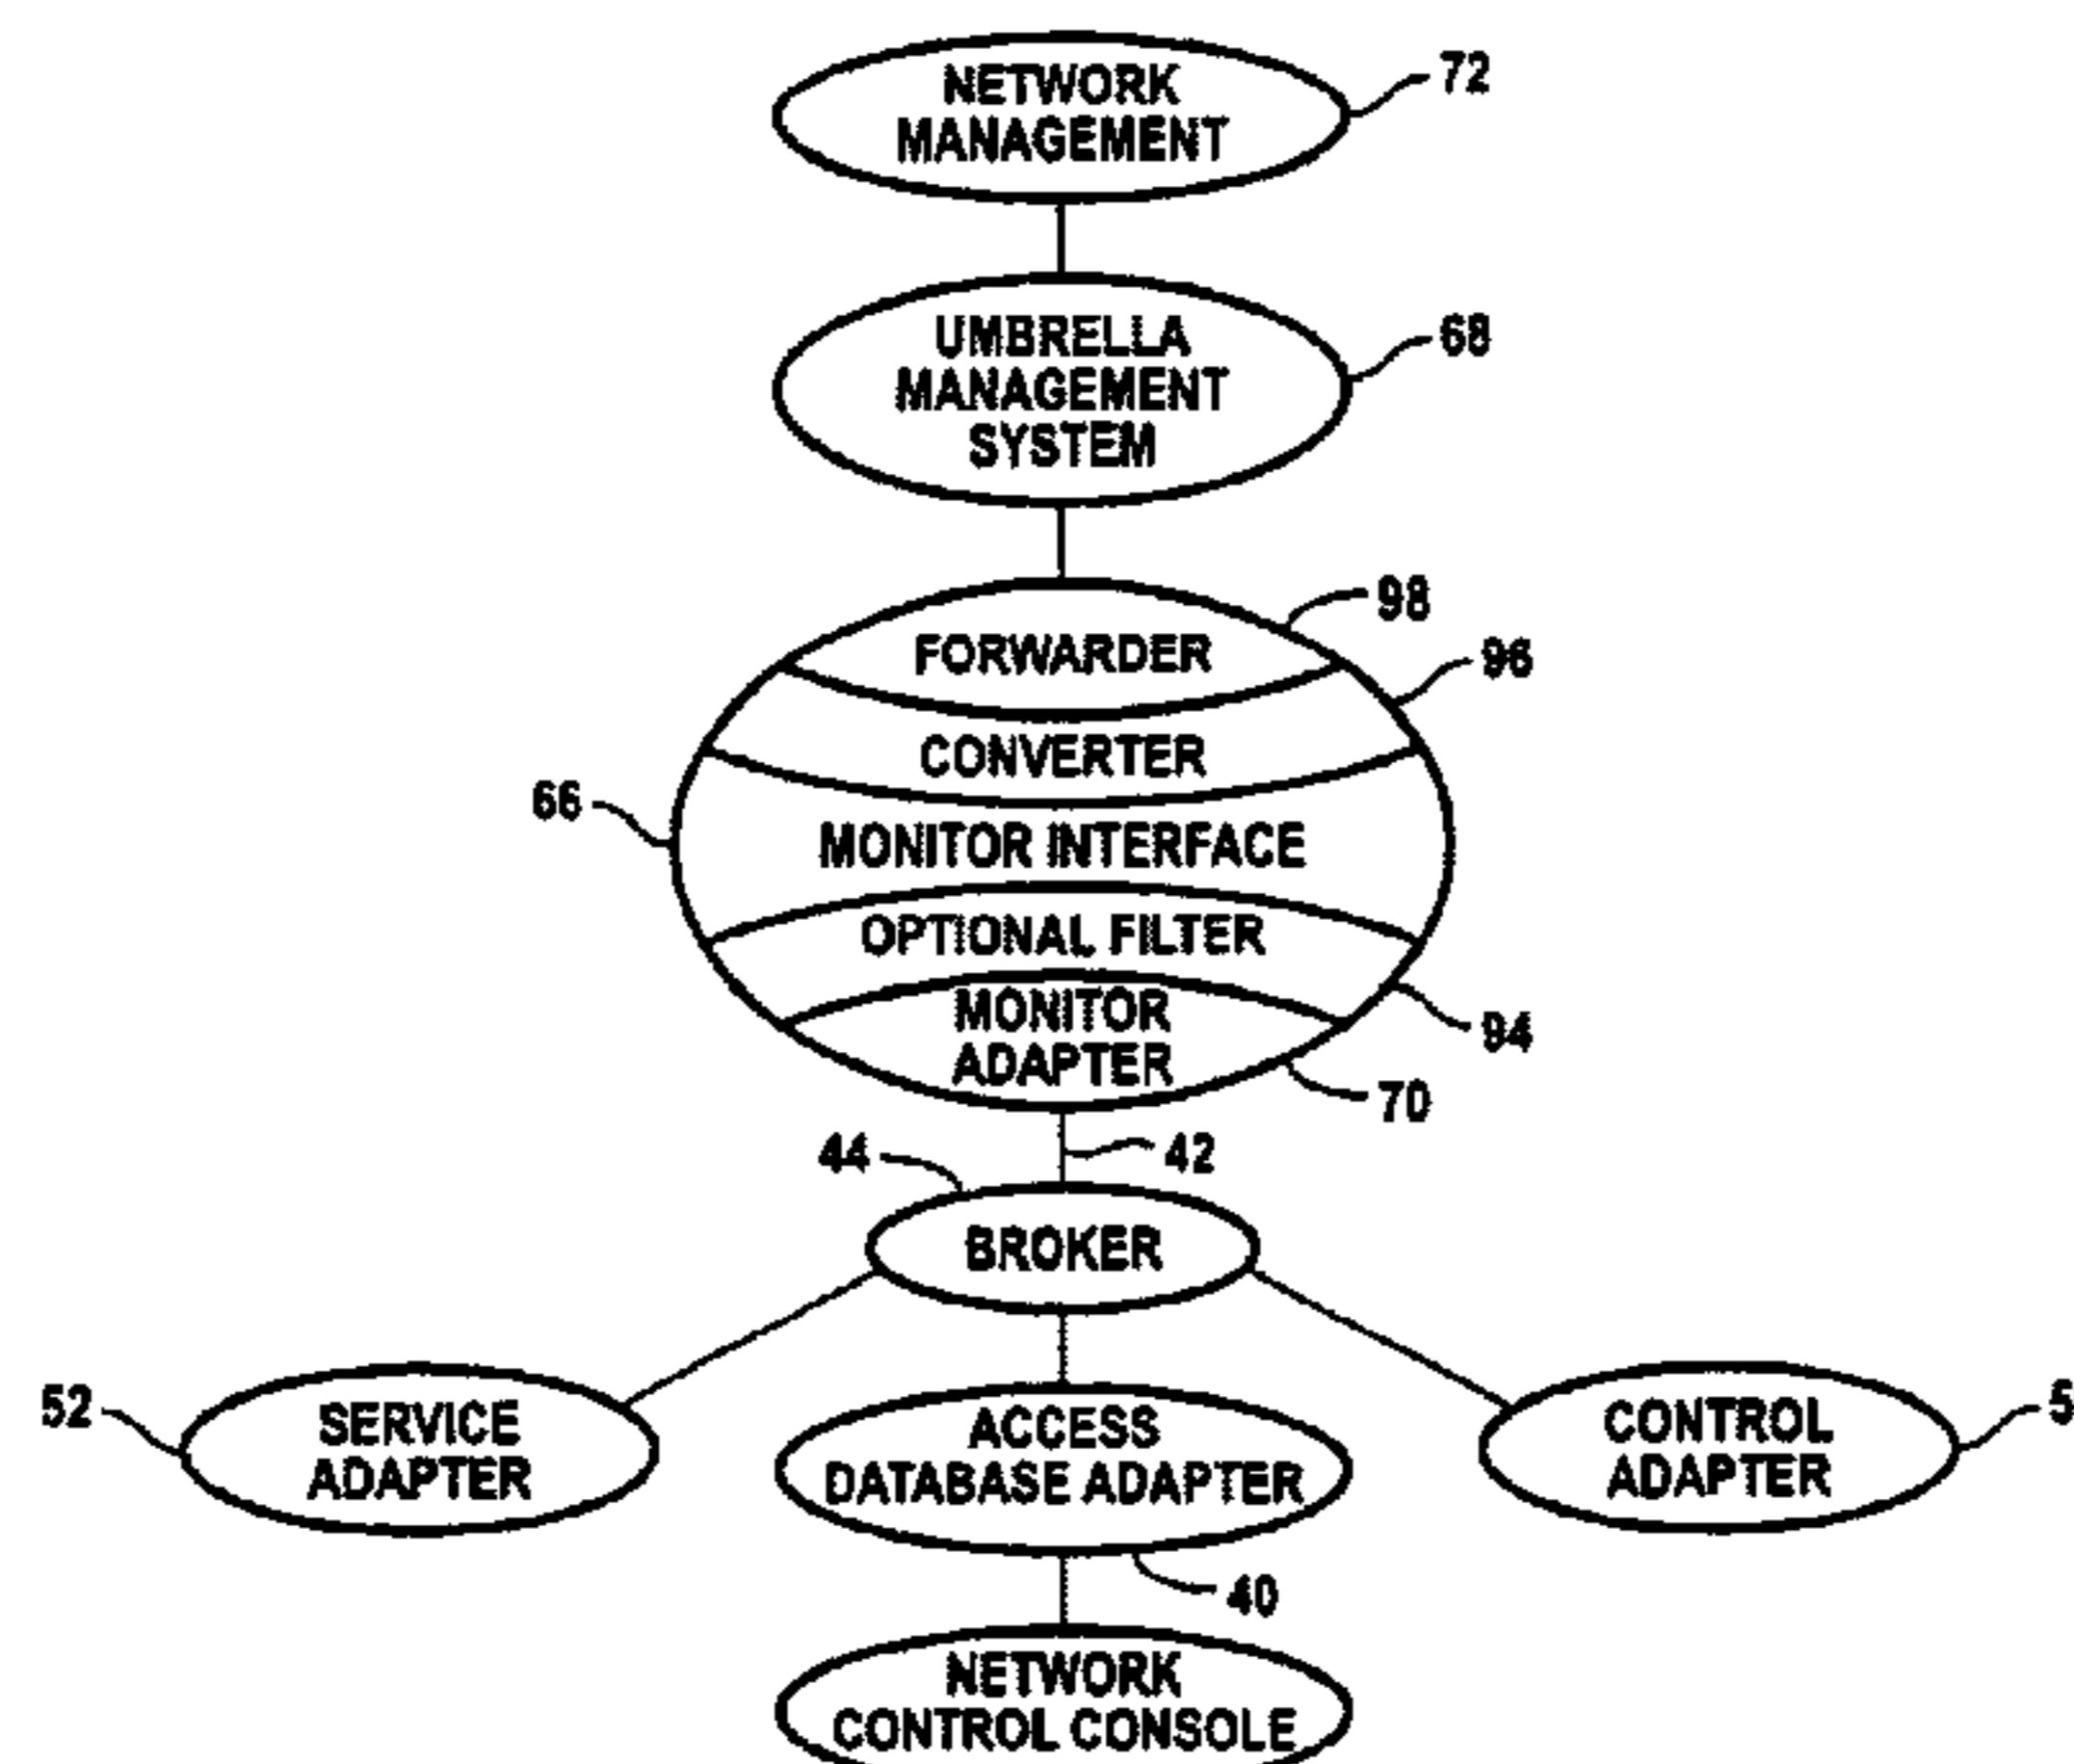 NETWORK
MANAGEMENT
72
UMBRELLA
MANAGEMENT
SYSTEM
68
98
FORWARDER
96
CONVERTER
66
MONITOR INTERFACE
OPTIONAL FILTER
MONITOR
ADAPTER
94
70
44
42
BROKER
52
SERVICE
ADAPTER
ACCESS
DATABASE ADAPTER
CONTROL
ADAPTER
5
40
NETWORK
CONTROL CONSOLE